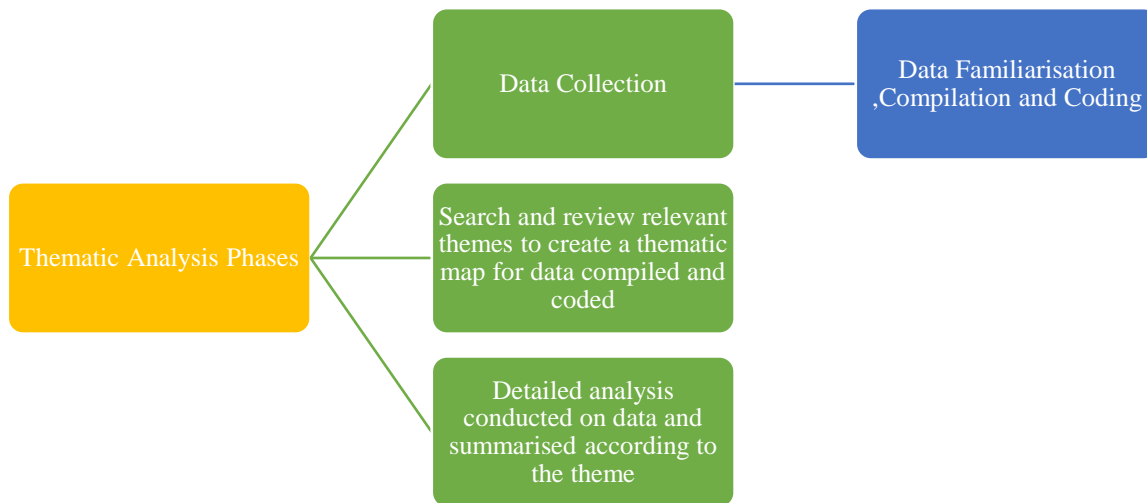 Data Collection
Data Familiarisation
,Compilation and Coding
Thematic Analysis Phases
Search and review relevant
themes to create a thematic
map for data compiled and
coded
Detailed analysis
conducted on data and
summarised according to
the theme